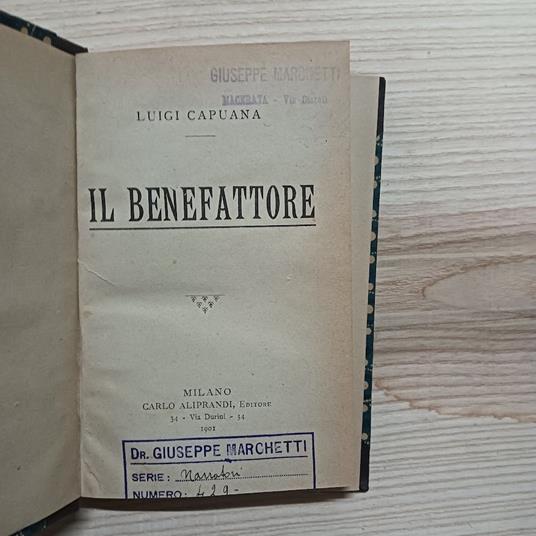 GIUSEPPE MARCHETTI
MACERATA - Via
LUIGI CAPUANA
IL BENEFATTORE
MILANO
CARLO ALIPRANDI, EDITORE
34 - Via Durini - 34
1901
DR. GIUSEPPE MARCHETTI
SERIE: Narratori
NUMERO: 429-